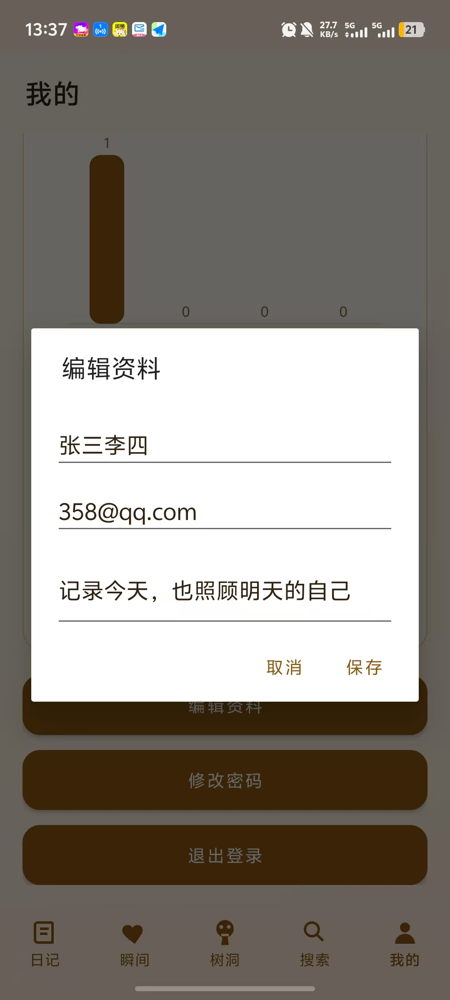 13:37
27.7 KB/s 5G 5G 21
我的
1
0 0 0
编辑资料
张三李四
358@qq.com
记录今天，也照顾明天的自己
取消 保存
编辑资料
修改密码
退出登录
日记 瞬间 树洞 搜索 我的